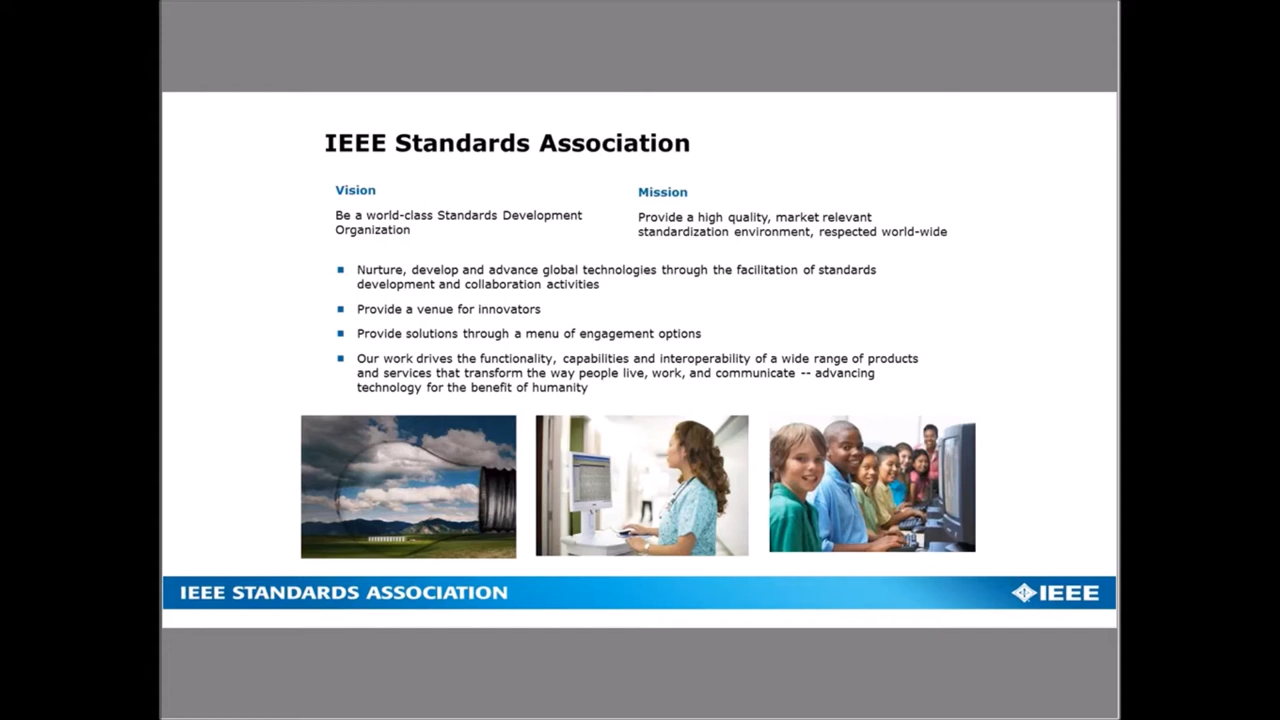 IEEE Standards Association
Vision
Be a world-class Standards Development
Organization
Mission
Provide a high quality, market relevant
standardization environment, respected world-wide
Nurture, develop and advance global technologies through the facilitation of standards
development and collaboration activities
Provide a venue for innovators
Provide solutions through a menu of engagement options
Our work drives the functionality, capabilities and interoperability of a wide range of products
and services that transform the way people live, work, and communicate -- advancing
technology for the benefit of humanity
IEEE STANDARDS ASSOCIATION
IEEE